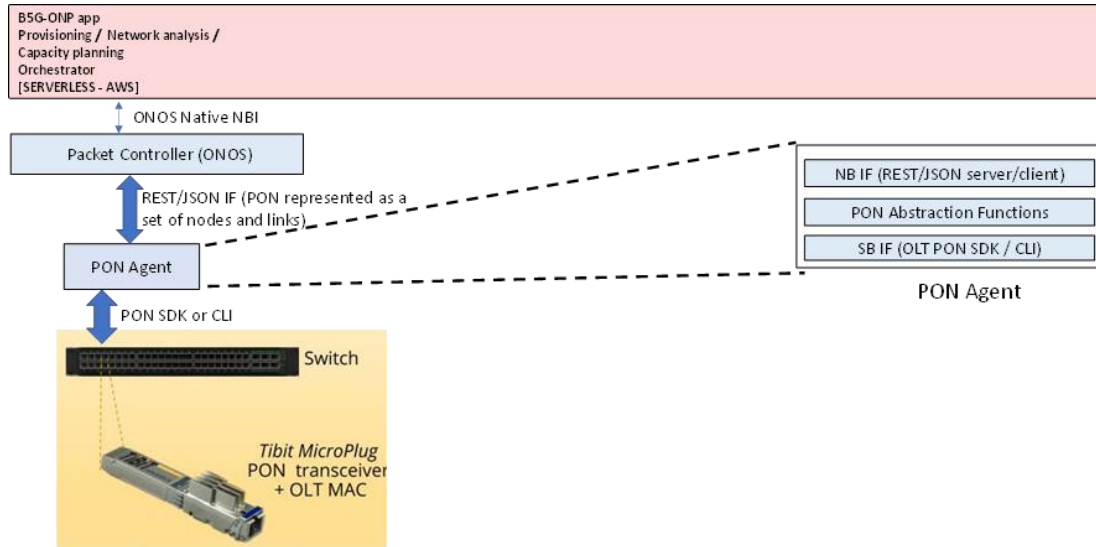 B5G-ONP app
Provisioning / Network analysis /
Capacity planning
Orchestrator
[SERVERLESS - AWS]
ONOS Native NBI
Packet Controller (ONOS)
REST/JSON IF (PON represented as a
set of nodes and links)
PON Agent
PON SDK or CLI
Switch
Tibit MicroPlug
PON transceiver
+ OLT MAC
NB IF (REST/JSON server/client)
PON Abstraction Functions
SB IF (OLT PON SDK / CLI)
PON Agent